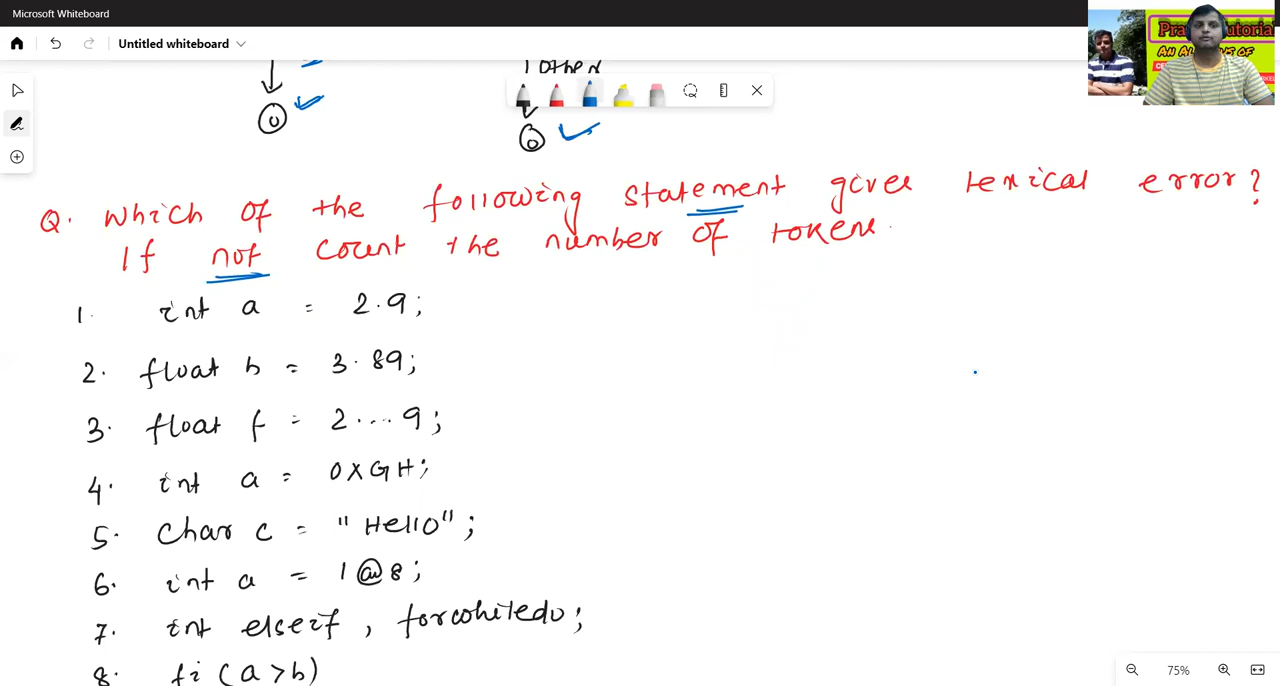 Microsoft Whiteboard
Untitled whiteboard
other
Q. Which of the following statement gives lexical error?
If not count the number of tokens.
1. int a = 2.9;
2. float b = 3.89;
3. float f = 2...9;
4. int a = 0XGH;
5. char c = "Hello";
6. int a = 1@8;
7. int elseif, forwhiledo;
8. fi (a>b)
75%